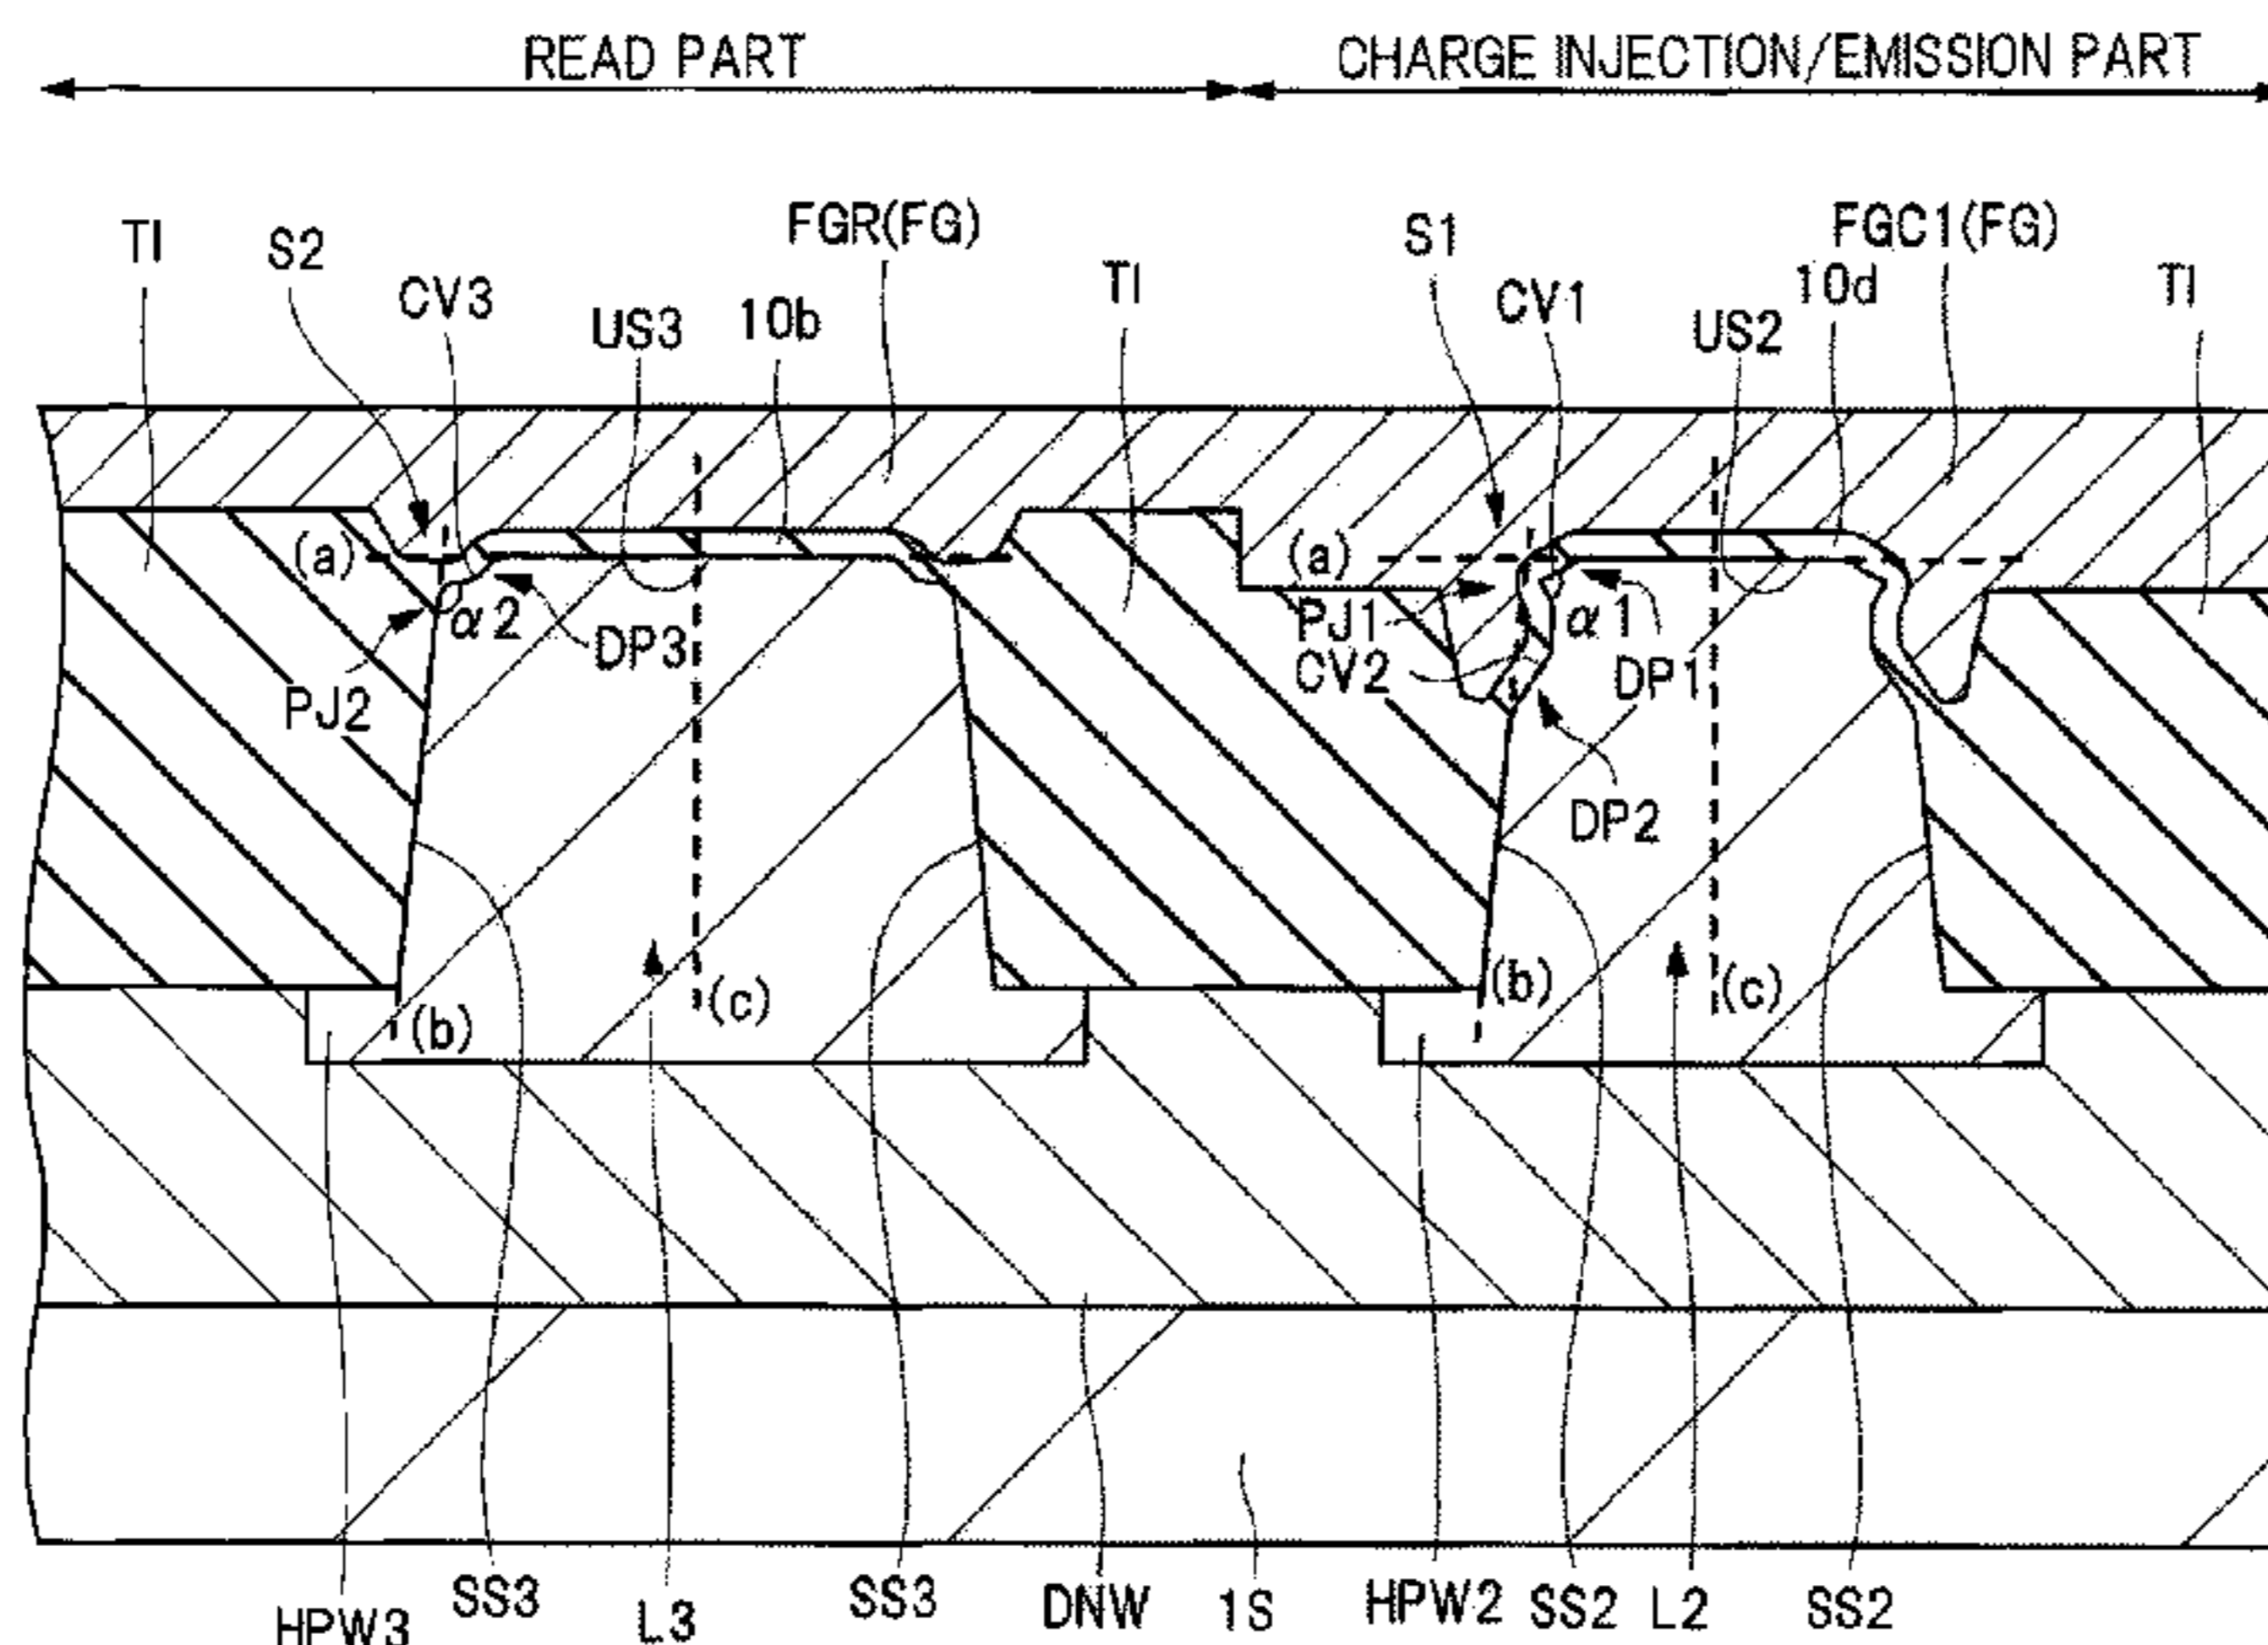 READ PART CHARGE INJECTION/EMISSION PART
TI S2 CV3 US3 10b FGR(FG) TI S1 CV1 US2 10d FGC1(FG) TI
(a) (a)
α2 PJ1 α1
DP3 CV2 DP1
PJ2
DP2
(b) (c) (b) (c)
HPW3 SS3 L3 SS3 DNW 1S HPW2 SS2 L2 SS2